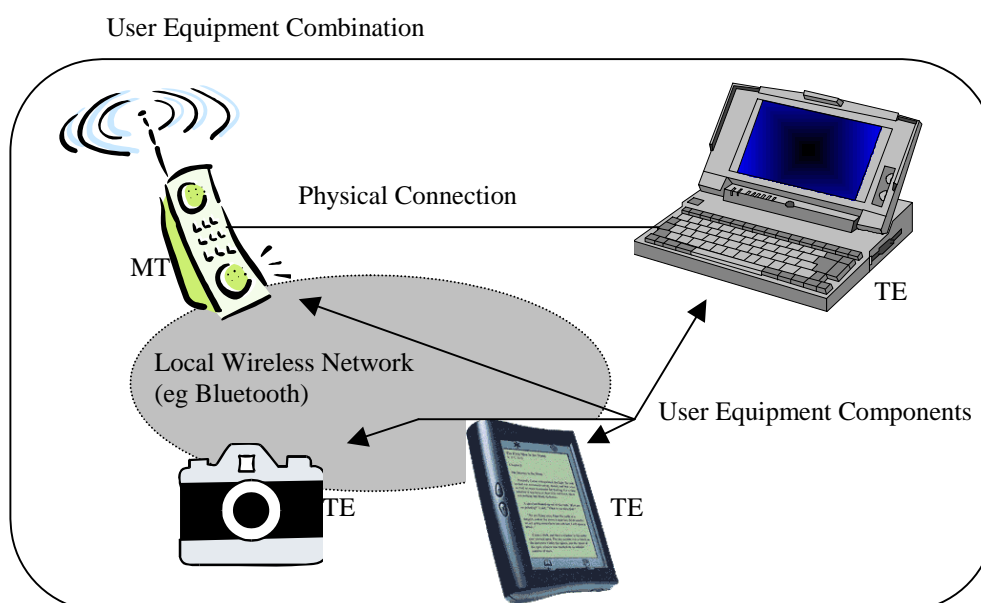 User Equipment Combination
Physical Connection
MT
TE
Local Wireless Network
(eg Bluetooth)
User Equipment Components
TE
TE